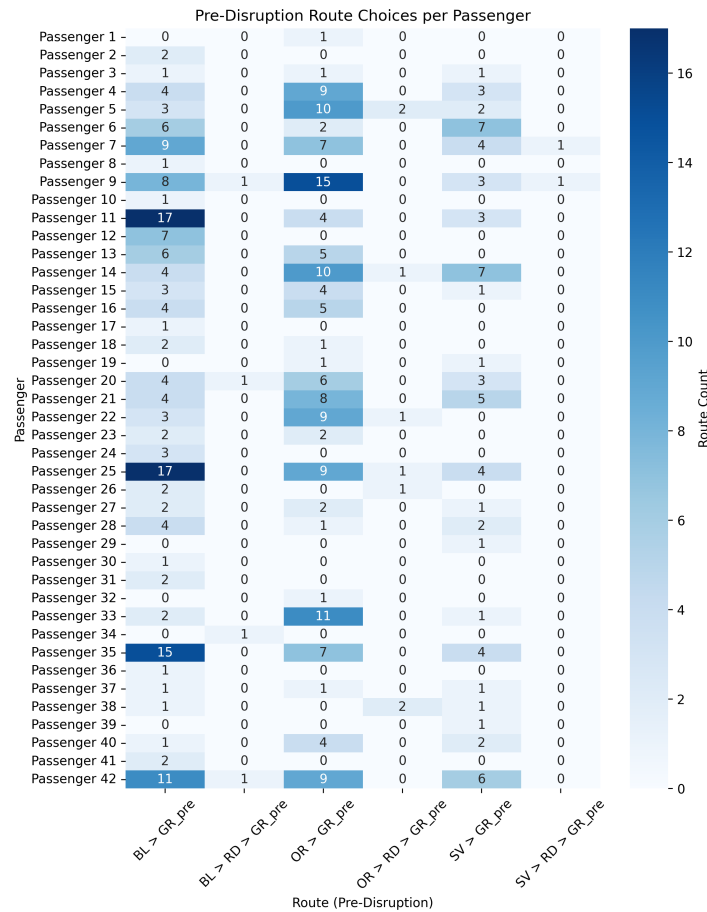 Pre-Disruption Route Choices per Passenger
Passenger 1 0 0 1 0 0 0
Passenger 2 2 0 0 0 0 0
Passenger 3 1 0 1 0 1 0
Passenger 4 4 0 9 0 3 0
Passenger 5 3 0 10 2 2 0
Passenger 6 6 0 2 0 7 0
Passenger 7 9 0 7 0 4 1
Passenger 8 1 0 0 0 0 0
Passenger 9 8 1 15 0 3 1
Passenger 10 1 0 0 0 0 0
Passenger 11 17 0 4 0 3 0
Passenger 12 7 0 0 0 0 0
Passenger 13 6 0 5 0 0 0
Passenger 14 4 0 10 1 7 0
Passenger 15 3 0 4 0 1 0
Passenger 16 4 0 5 0 0 0
Passenger 17 1 0 0 0 0 0
Passenger 18 2 0 1 0 0 0
Passenger 19 0 0 1 0 1 0
Passenger 20 4 1 6 0 3 0
Passenger 21 4 0 8 0 5 0
Passenger 22 3 0 9 1 0 0
Passenger 23 2 0 2 0 0 0
Passenger 24 3 0 0 0 0 0
Passenger 25 17 0 9 1 4 0
Passenger 26 2 0 0 1 0 0
Passenger 27 2 0 2 0 1 0
Passenger 28 4 0 1 0 2 0
Passenger 29 0 0 0 0 1 0
Passenger 30 1 0 0 0 0 0
Passenger 31 2 0 0 0 0 0
Passenger 32 0 0 1 0 0 0
Passenger 33 2 0 11 0 1 0
Passenger 34 0 1 0 0 0 0
Passenger 35 15 0 7 0 4 0
Passenger 36 1 0 0 0 0 0
Passenger 37 1 0 1 0 1 0
Passenger 38 1 0 0 2 1 0
Passenger 39 0 0 0 0 1 0
Passenger 40 1 0 4 0 2 0
Passenger 41 2 0 0 0 0 0
Passenger 42 11 1 9 0 6 0
Passenger
BL > GR_pre
BL > RD > GR_pre
OR > GR_pre
OR > RD > GR_pre
SV > GR_pre
SV > RD > GR_pre
Route (Pre-Disruption)
16
14
12
10
8
6
4
2
0
Route Count